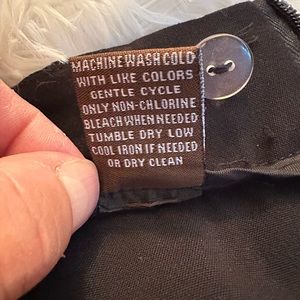 MACHINE WASH COLD
WITH LIKE COLORS
GENTLE CYCLE
ONLY NON-CHLORINE
BLEACH WHEN NEEDED
TUMBLE DRY LOW
COOL IRON IF NEEDED
OR DRY CLEAN